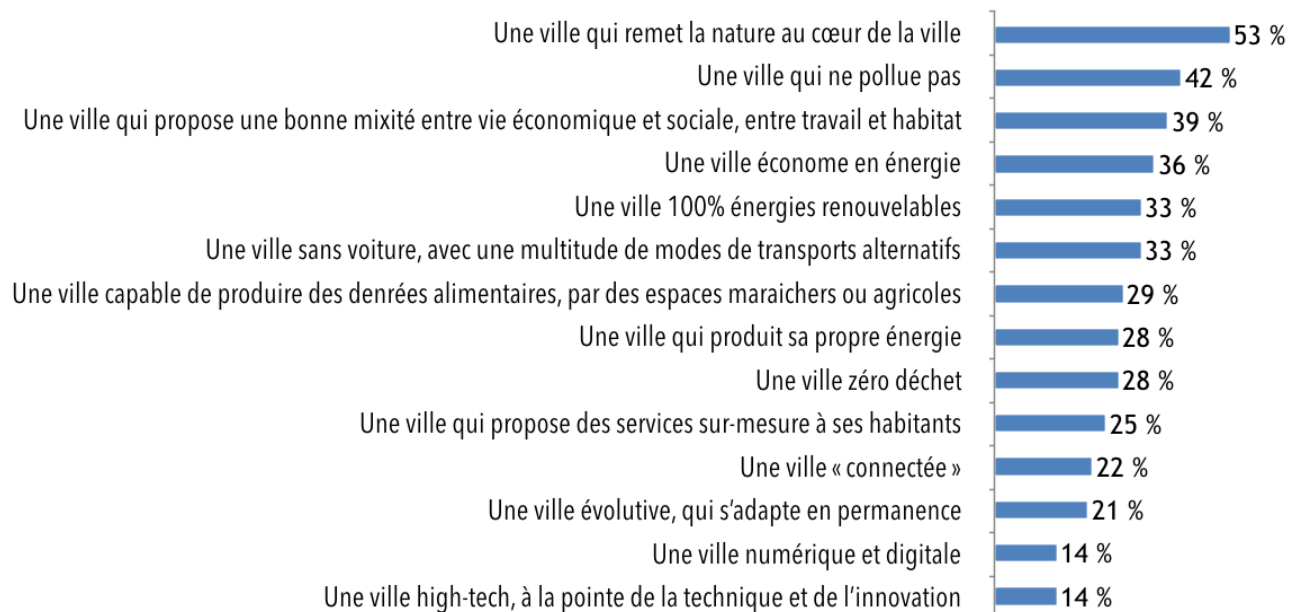 Une ville qui remet la nature au cœur de la ville 53 %
Une ville qui ne pollue pas 42 %
Une ville qui propose une bonne mixité entre vie économique et sociale, entre travail et habitat 39 %
Une ville économe en énergie 36 %
Une ville 100% énergies renouvelables 33 %
Une ville sans voiture, avec une multitude de modes de transports alternatifs 33 %
Une ville capable de produire des denrées alimentaires, par des espaces maraichers ou agricoles 29 %
Une ville qui produit sa propre énergie 28 %
Une ville zéro déchet 28 %
Une ville qui propose des services sur-mesure à ses habitants 25 %
Une ville « connectée » 22 %
Une ville évolutive, qui s'adapte en permanence 21 %
Une ville numérique et digitale 14 %
Une ville high-tech, à la pointe de la technique et de l'innovation 14 %